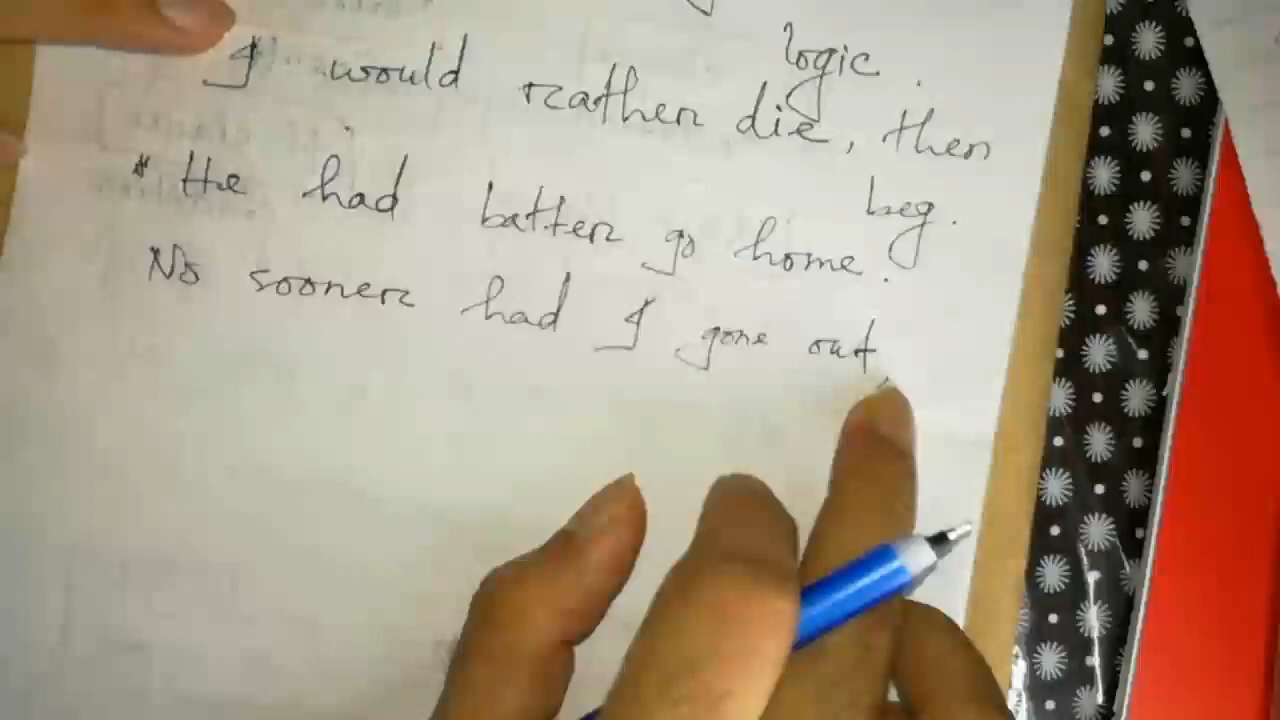 logic.
I would rather die, then
beg.
* He had batter go home.
No sooner had I gone out,